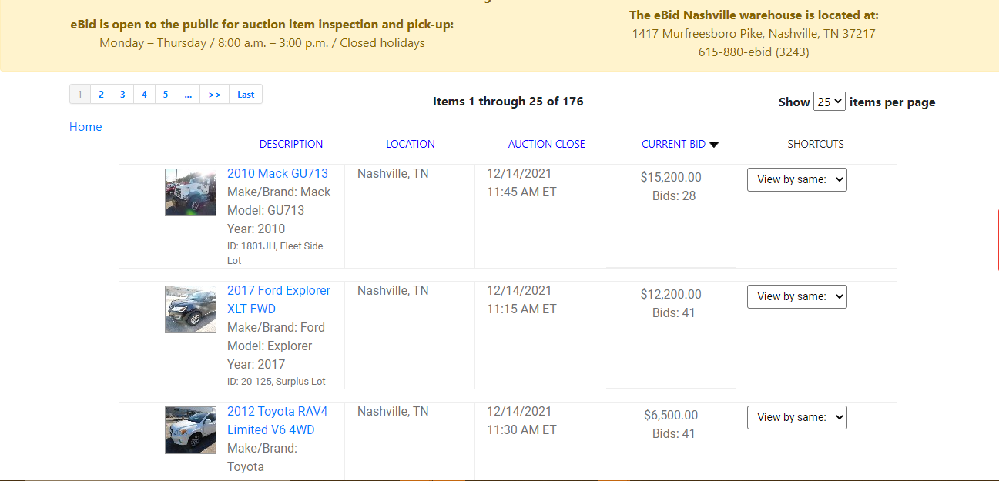 eBid is open to the public for auction item inspection and pick-up:
Monday – Thursday / 8:00 a.m. – 3:00 p.m. / Closed holidays
The eBid Nashville warehouse is located at:
1417 Murfreesboro Pike, Nashville, TN 37217
615-880-ebid (3243)
1 2 3 4 5 ... >> Last
Items 1 through 25 of 176
Show 25 items per page
Home
DESCRIPTION LOCATION AUCTION CLOSE CURRENT BID SHORTCUTS
2010 Mack GU713
Make/Brand: Mack
Model: GU713
Year: 2010
ID: 1801JH, Fleet Side
Lot
Nashville, TN
12/14/2021
11:45 AM ET
$15,200.00
Bids: 28
View by same:
2017 Ford Explorer
XLT FWD
Make/Brand: Ford
Model: Explorer
Year: 2017
ID: 20-125, Surplus Lot
Nashville, TN
12/14/2021
11:15 AM ET
$12,200.00
Bids: 41
View by same:
2012 Toyota RAV4
Limited V6 4WD
Make/Brand:
Toyota
Nashville, TN
12/14/2021
11:30 AM ET
$6,500.00
Bids: 41
View by same: